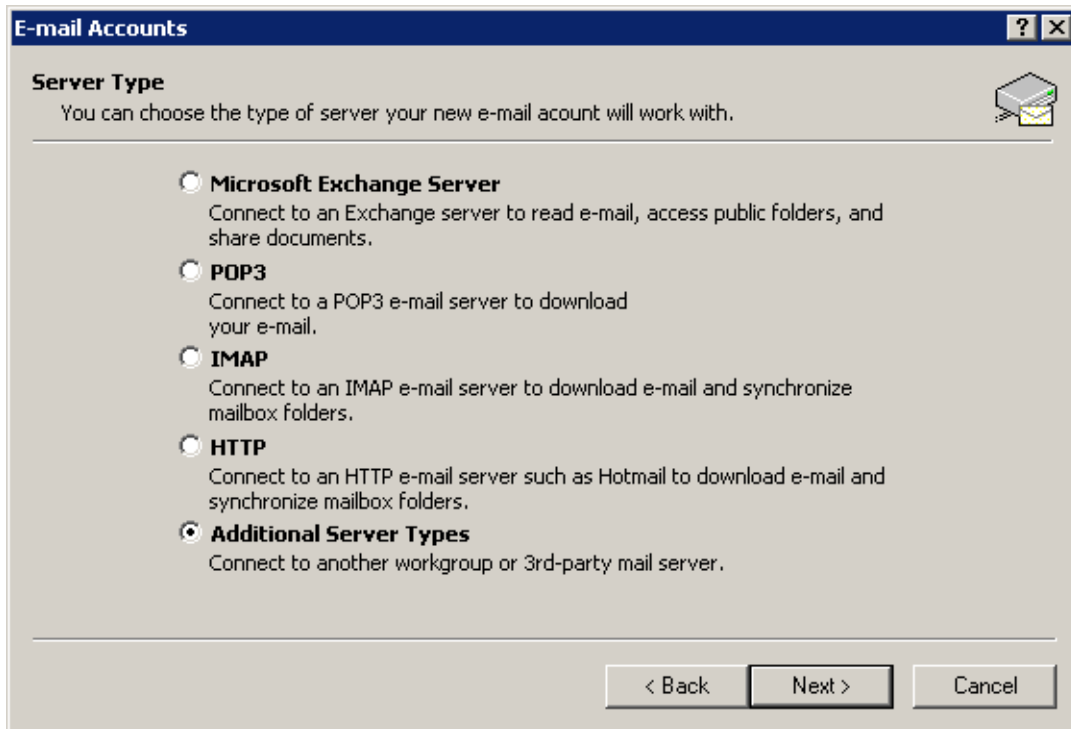 E-mail Accounts
Server Type
You can choose the type of server your new e-mail acount will work with.
Microsoft Exchange Server
Connect to an Exchange server to read e-mail, access public folders, and
share documents.
POP3
Connect to a POP3 e-mail server to download
your e-mail.
IMAP
Connect to an IMAP e-mail server to download e-mail and synchronize
mailbox folders.
HTTP
Connect to an HTTP e-mail server such as Hotmail to download e-mail and
synchronize mailbox folders.
Additional Server Types
Connect to another workgroup or 3rd-party mail server.
< Back Next > Cancel